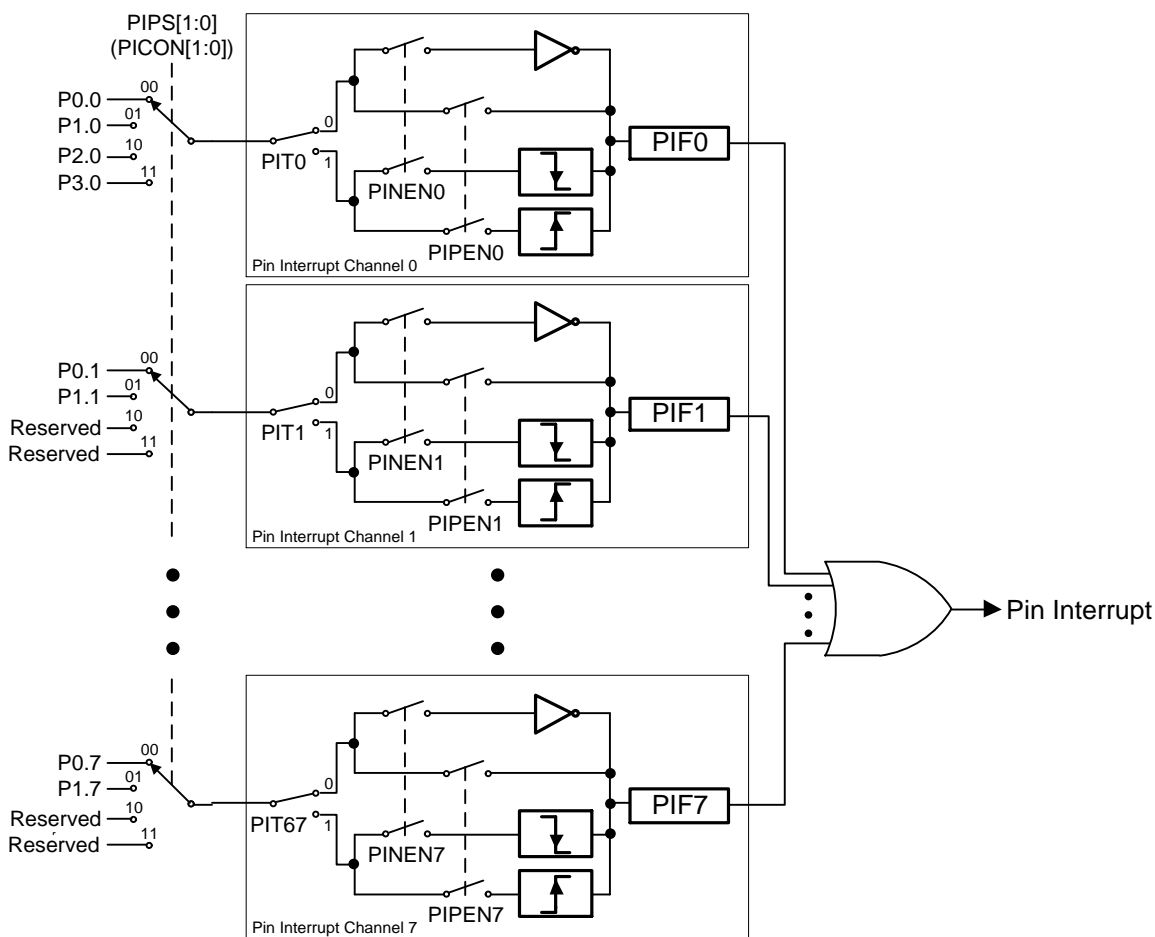 PIPS[1:0]
(PICON[1:0])
P0.0
00
P1.0
01
P2.0
10
P3.0
11
PIT0
0
1
PINEN0
PIPEN0
PIF0
Pin Interrupt Channel 0
P0.1
00
P1.1
01
Reserved
10
Reserved
11
PIT1
0
1
PINEN1
PIPEN1
PIF1
Pin Interrupt Channel 1
Pin Interrupt
P0.7
00
P1.7
01
Reserved
10
Reserved
11
PIT67
0
1
PINEN7
PIPEN7
PIF7
Pin Interrupt Channel 7